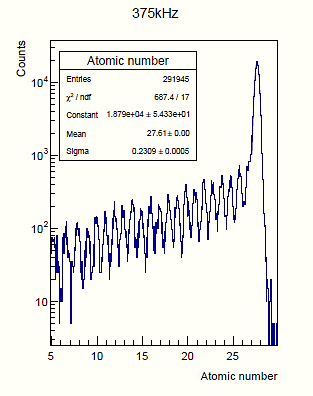 375kHz
Counts
Atomic number
Entries 291945
χ² / ndf 687.4 / 17
Constant 1.879e+04 ± 5.433e+01
Mean 27.61 ± 0.00
Sigma 0.2309 ± 0.0005
10⁴
10³
10²
10
5 10 15 20 25
Atomic number